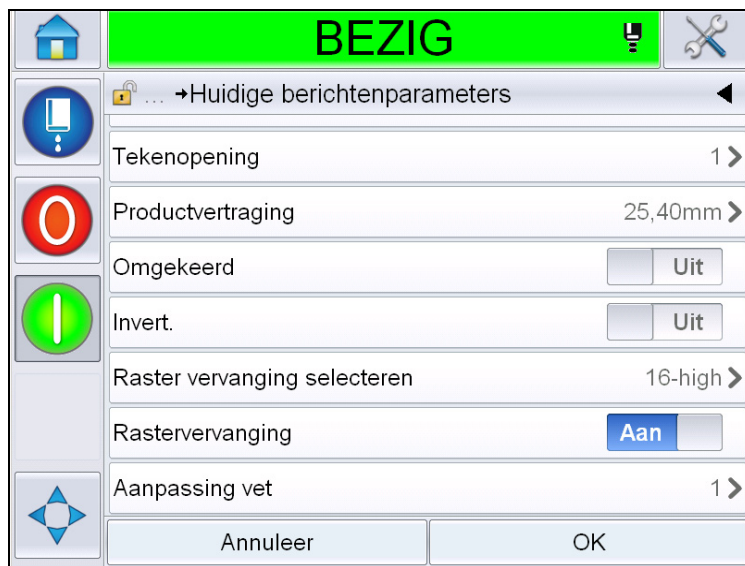 BEZIG
... →Huidige berichtenparameters
Tekenopening 1
Productvertraging 25,40mm
Omgekeerd Uit
Invert. Uit
Raster vervanging selecteren 16-high
Rastervervanging Aan
Aanpassing vet 1
Annuleer OK